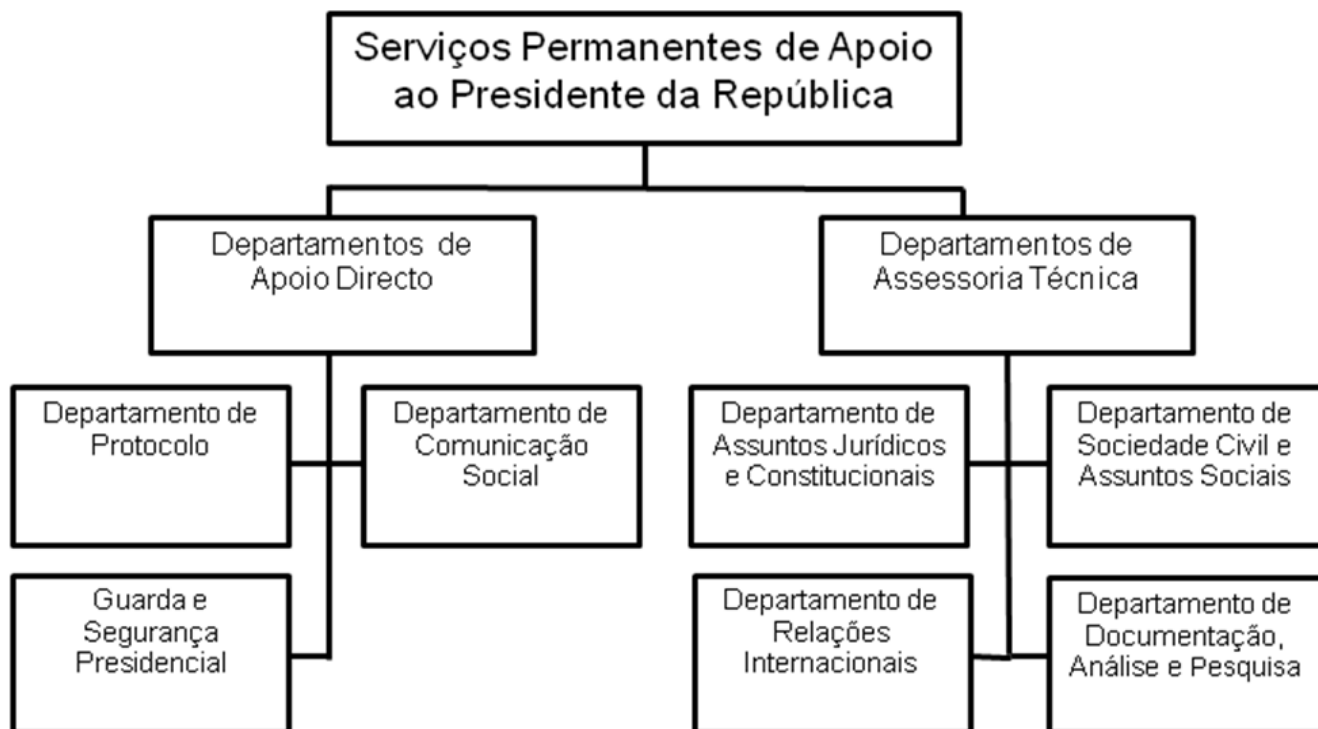 Serviços Permanentes de Apoio
ao Presidente da República
Departamentos de
Apoio Directo
Departamentos de
Assessoria Técnica
Departamento de
Protocolo
Departamento de
Comunicação
Social
Departamento de
Assuntos Jurídicos
e Constitucionais
Departamento de
Sociedade Civil e
Assuntos Sociais
Guarda e
Segurança
Presidencial
Departamento de
Relações
Internacionais
Departamento de
Documentação,
Análise e Pesquisa